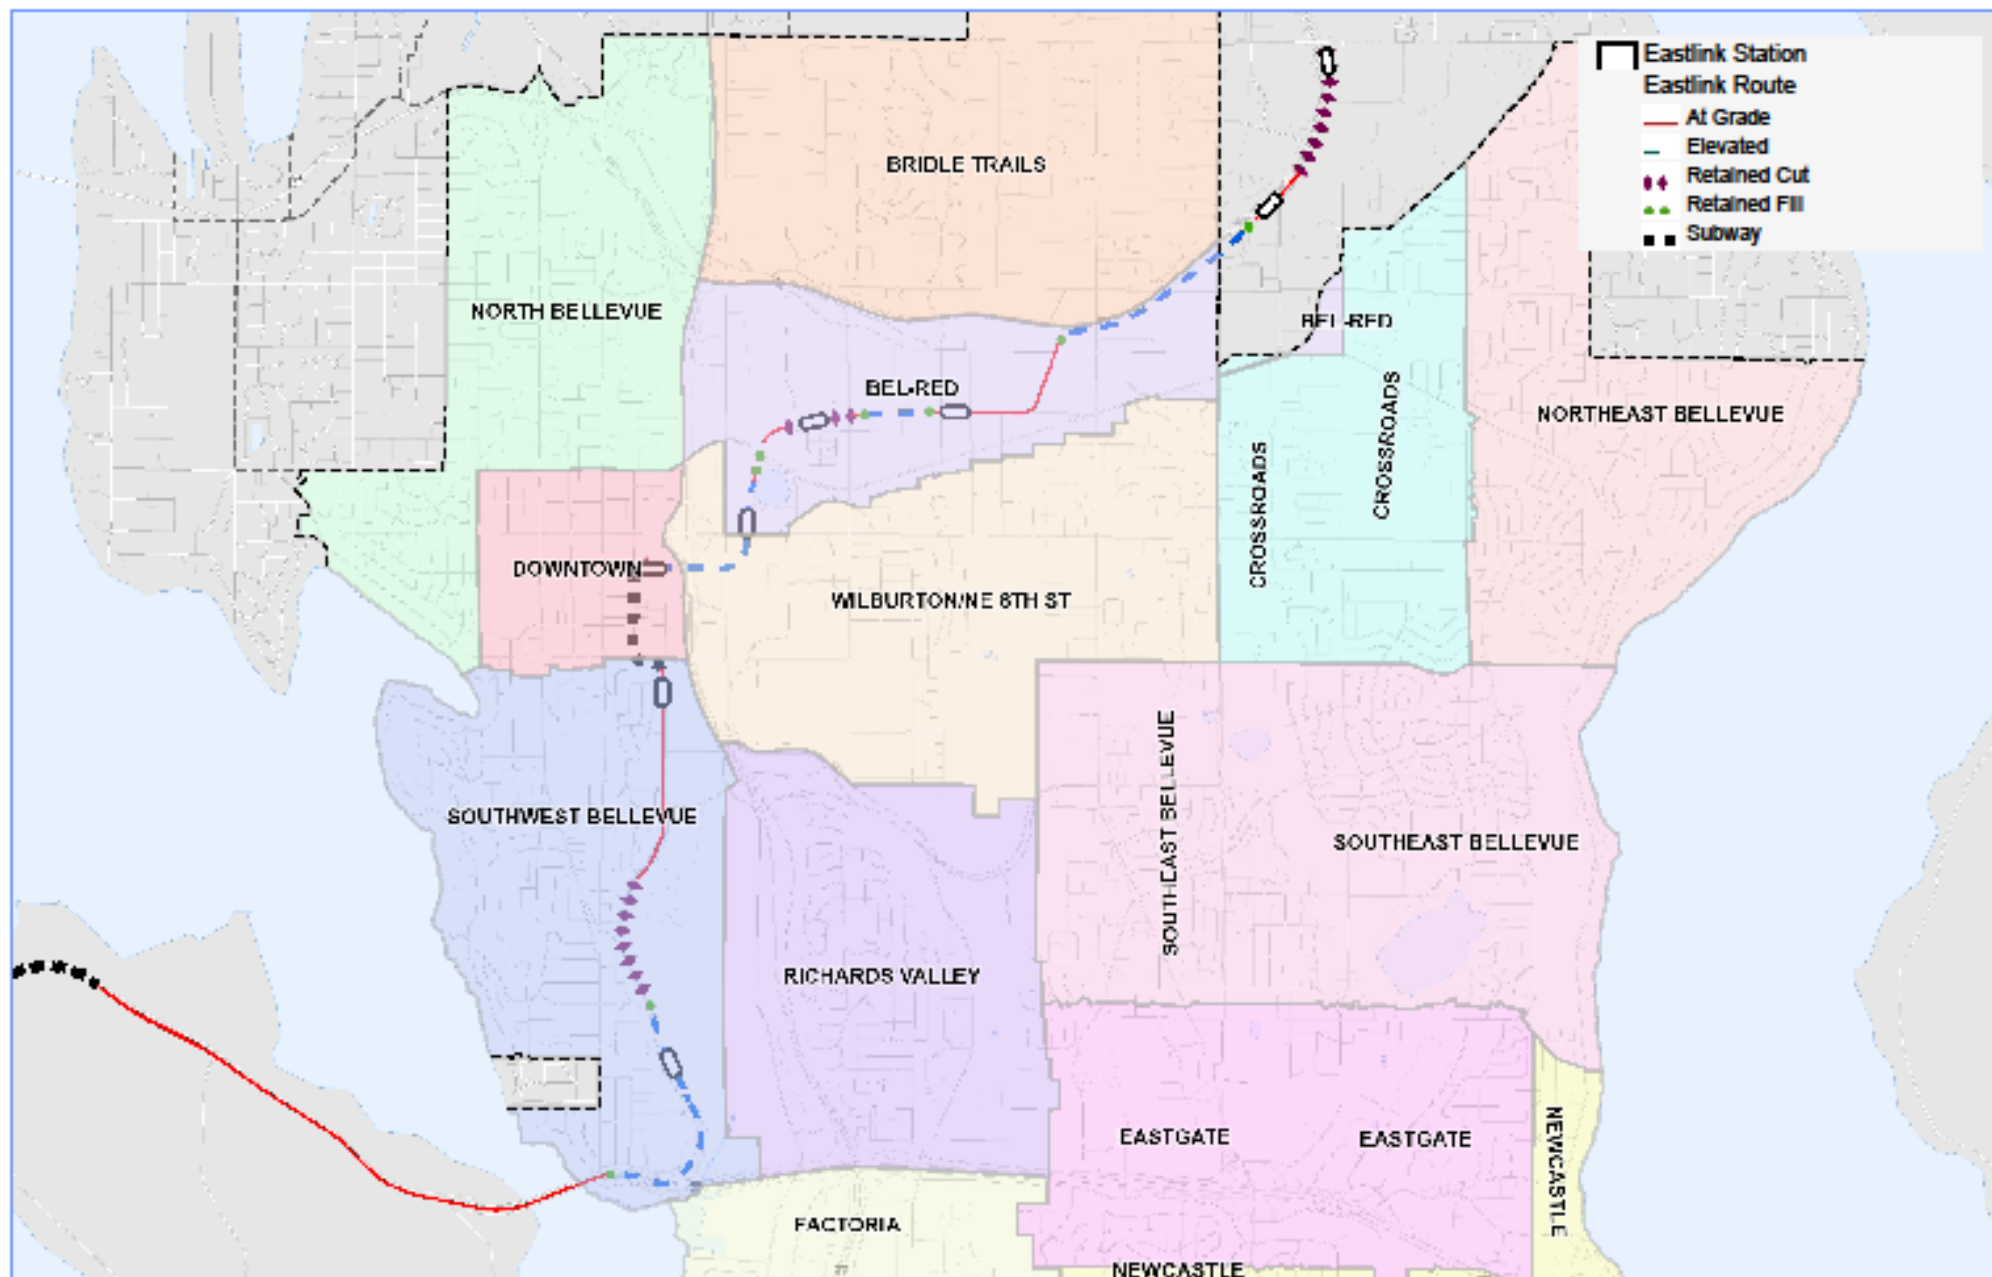 Eastlink Station
Eastlink Route
At Grade
Elevated
Retained Cut
Retained Fill
Subway
BRIDLE TRAILS
NORTH BELLEVUE
BEL-RED
BEL-RED
NORTHEAST BELLEVUE
CROSSROADS
CROSSROADS
DOWNTOWN
WILBURTON/NE 8TH ST
SOUTHWEST BELLEVUE
SOUTHEAST BELLEVUE
SOUTHEAST BELLEVUE
RICHARDS VALLEY
EASTGATE
EASTGATE
NEWCASTLE
FACTORIA
NEWCASTLE